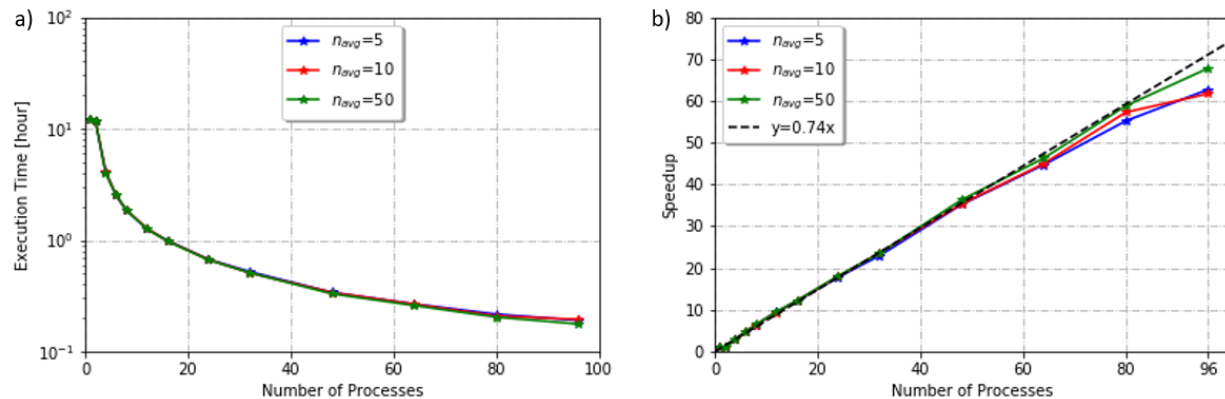 a)
10²
10¹
10⁰
10⁻¹
Execution Time [hour]
n_avg=5
n_avg=10
n_avg=50
0 20 40 60 80 100
Number of Processes
b)
80
70
60
50
40
30
20
10
0
Speedup
n_avg=5
n_avg=10
n_avg=50
y=0.74x
0 20 40 60 80 96
Number of Processes